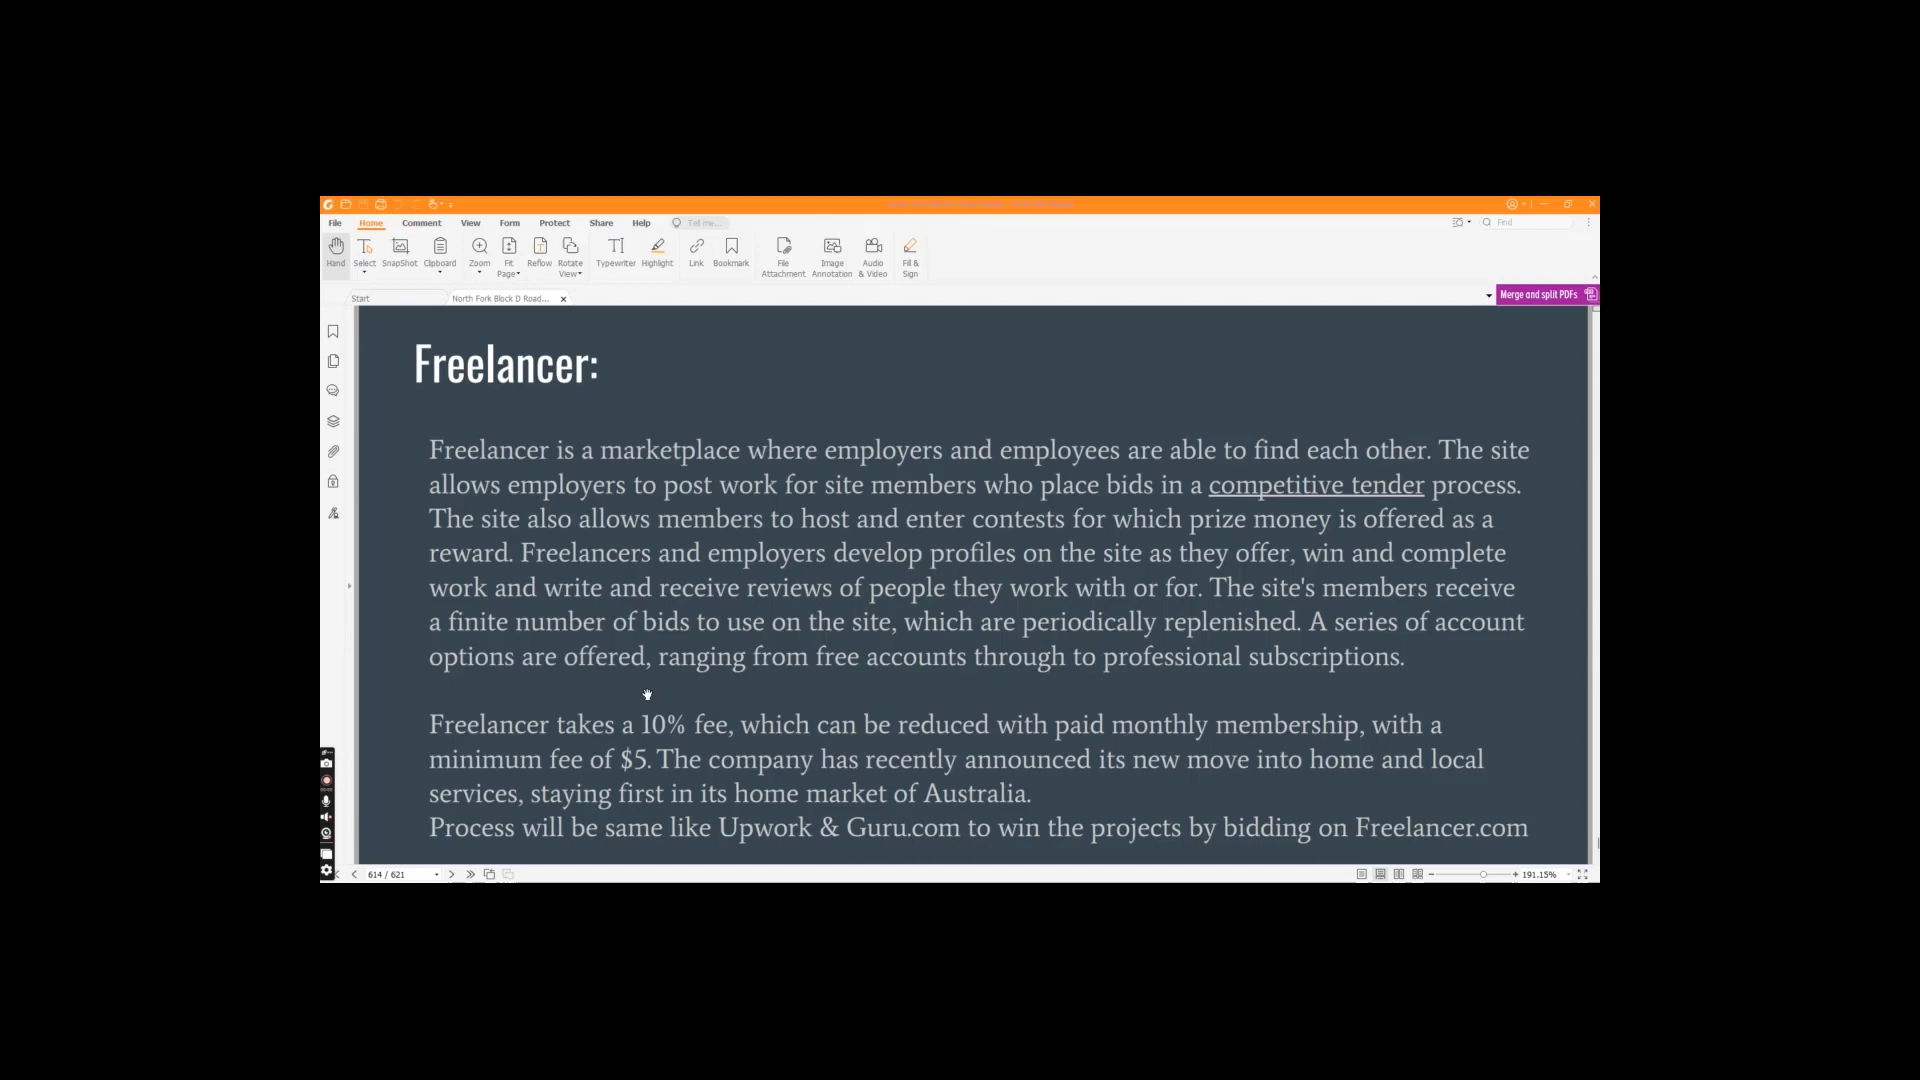 File Home Comment View Form Protect Share Help Tell me... Find
Hand Select SnapShot Clipboard Zoom Fit Page Reflow Rotate View Typewriter Highlight Link Bookmark File Attachment Image Annotation Audio & Video Fill & Sign
Start North Fork Block D Road... Merge and split PDFs
Freelancer:
Freelancer is a marketplace where employers and employees are able to find each other. The site
allows employers to post work for site members who place bids in a competitive tender process.
The site also allows members to host and enter contests for which prize money is offered as a
reward. Freelancers and employers develop profiles on the site as they offer, win and complete
work and write and receive reviews of people they work with or for. The site's members receive
a finite number of bids to use on the site, which are periodically replenished. A series of account
options are offered, ranging from free accounts through to professional subscriptions.
Freelancer takes a 10% fee, which can be reduced with paid monthly membership, with a
minimum fee of $5. The company has recently announced its new move into home and local
services, staying first in its home market of Australia.
Process will be same like Upwork & Guru.com to win the projects by bidding on Freelancer.com
614 / 621 191.15%